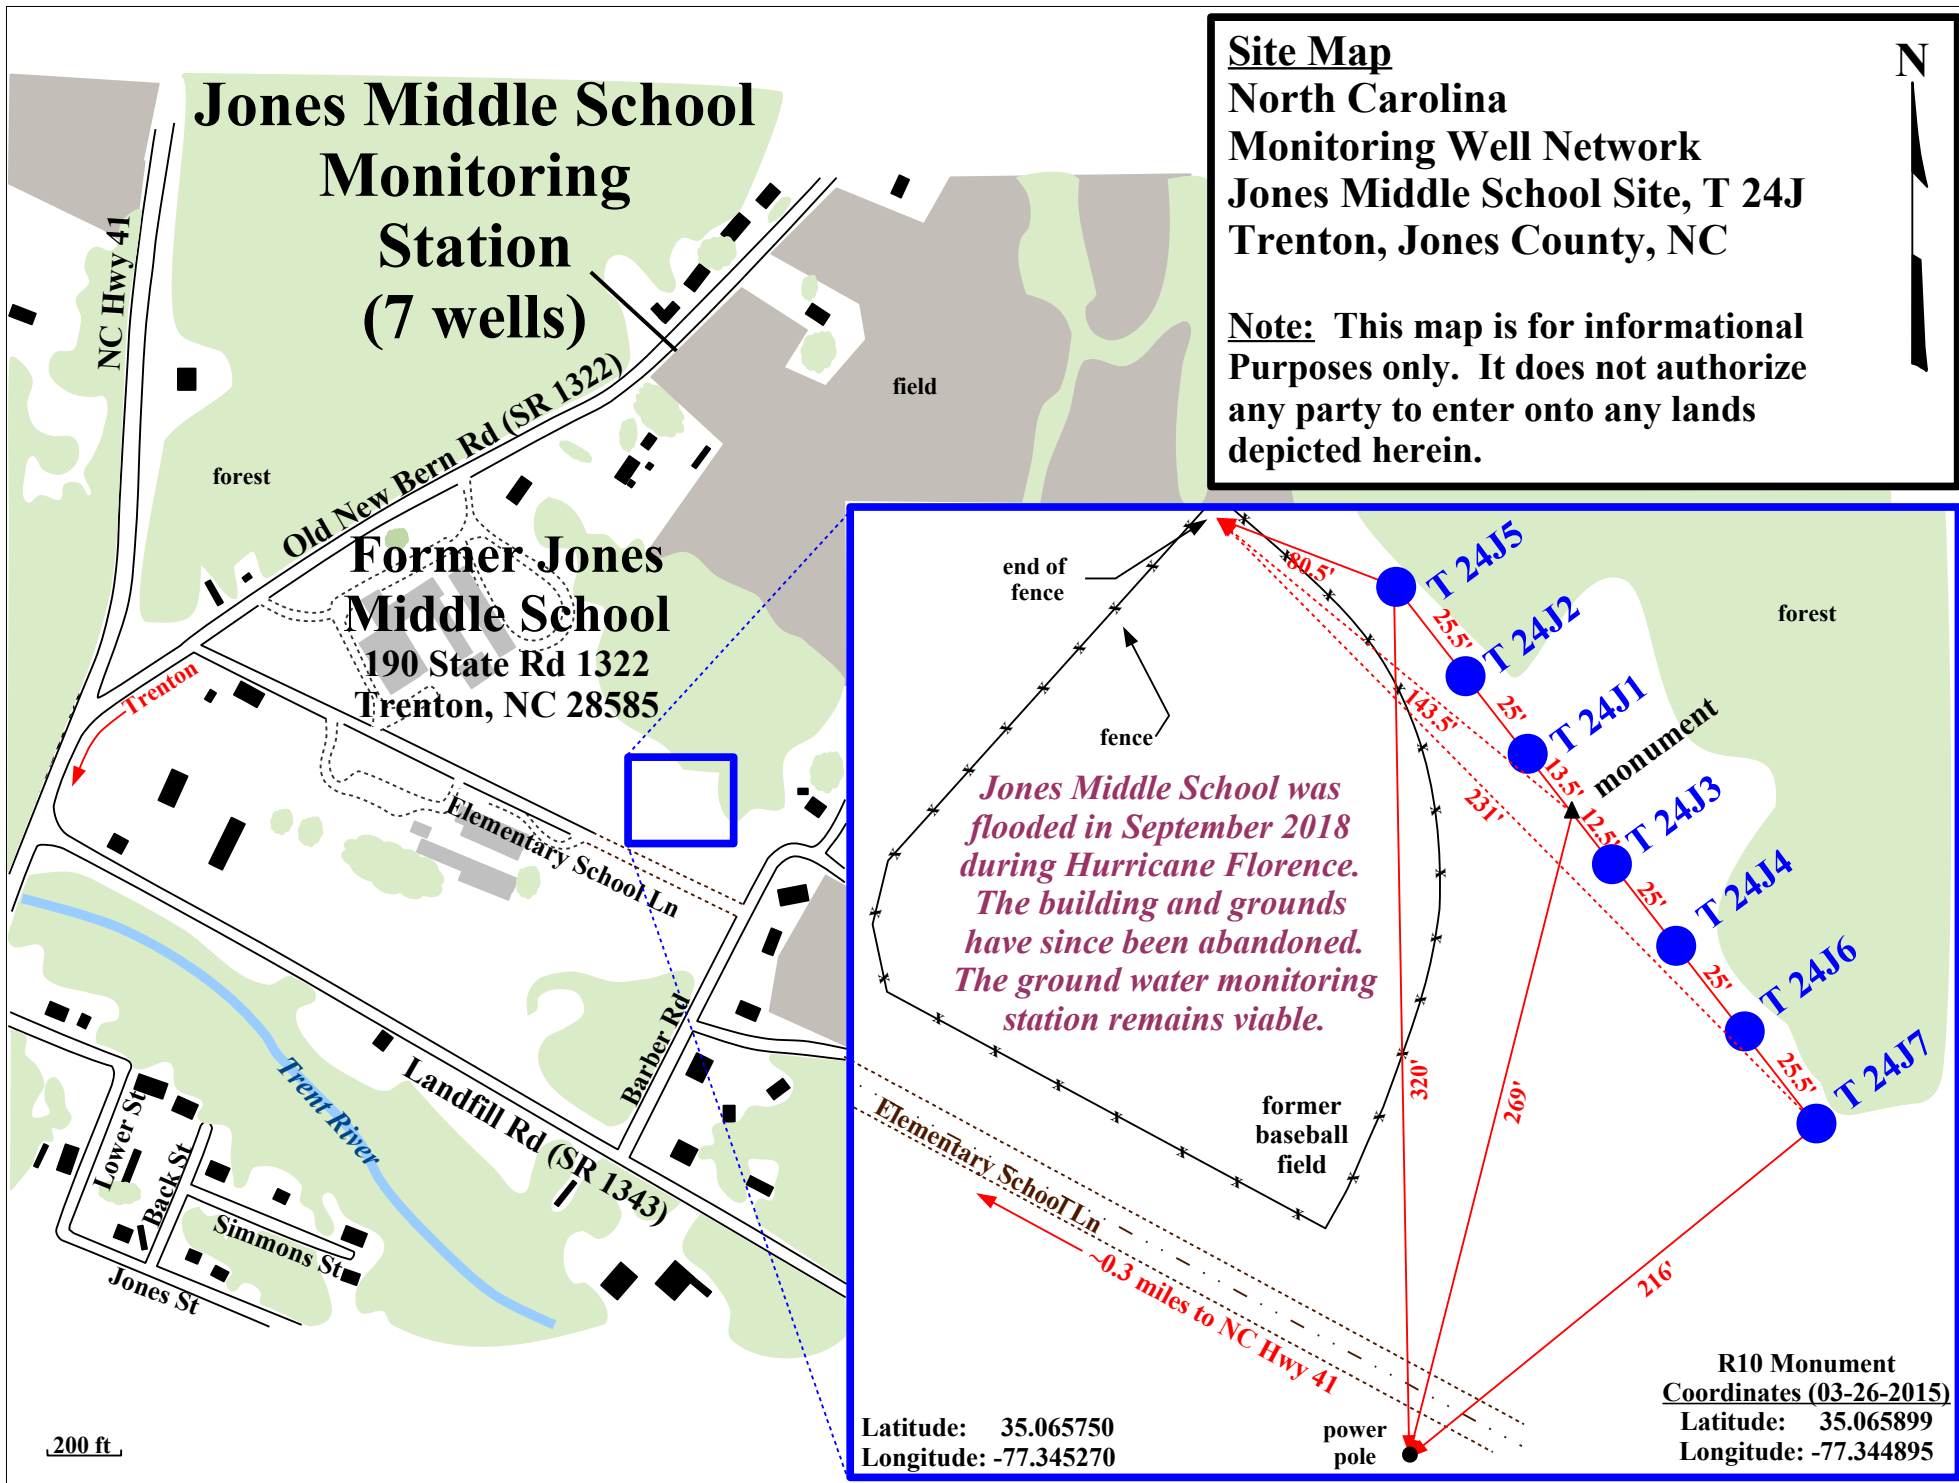 Jones Middle School
Monitoring
Station
(7 wells)
Site Map
North Carolina
Monitoring Well Network
Jones Middle School Site, T 24J
Trenton, Jones County, NC
Note: This map is for informational
Purposes only. It does not authorize
any party to enter onto any lands
depicted herein.
N
NC Hwy 41
Old New Bern Rd (SR 1322)
field
forest
Former Jones
Middle School
190 State Rd 1322
Trenton, NC 28585
Trenton
Elementary School Ln
Barber Rd
Landfill Rd (SR 1343)
Trent River
Lower St
Back St
Simmons St
Jones St
200 ft
end of
fence
fence
80.5'
T 24J5
25.5'
T 24J2
25'
T 24J1
forest
143.5'
13.5'
monument
231'
12.5'
T 24J3
25'
T 24J4
25'
T 24J6
25.5'
T 24J7
Jones Middle School was
flooded in September 2018
during Hurricane Florence.
The building and grounds
have since been abandoned.
The ground water monitoring
station remains viable.
320'
269'
216'
former
baseball
field
Elementary School Ln
~0.3 miles to NC Hwy 41
power
pole
Latitude: 35.065750
Longitude: -77.345270
R10 Monument
Coordinates (03-26-2015)
Latitude: 35.065899
Longitude: -77.344895